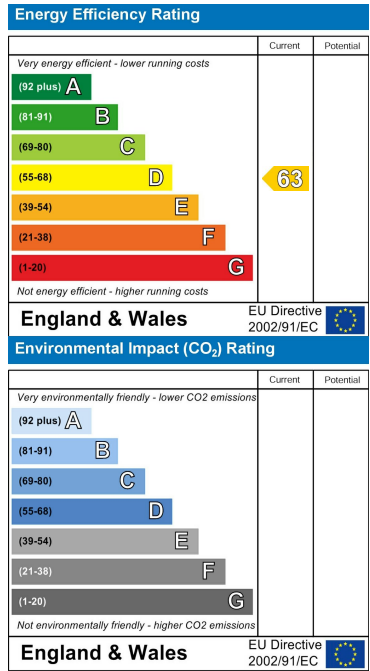 Energy Efficiency Rating
Current Potential
Very energy efficient - lower running costs
(92 plus) A
(81-91) B
(69-80) C
(55-68) D 63
(39-54) E
(21-38) F
(1-20) G
Not energy efficient - higher running costs
England & Wales EU Directive
2002/91/EC
Environmental Impact (CO₂) Rating
Current Potential
Very environmentally friendly - lower CO2 emissions
(92 plus) A
(81-91) B
(69-80) C
(55-68) D
(39-54) E
(21-38) F
(1-20) G
Not environmentally friendly - higher CO2 emissions
England & Wales EU Directive
2002/91/EC